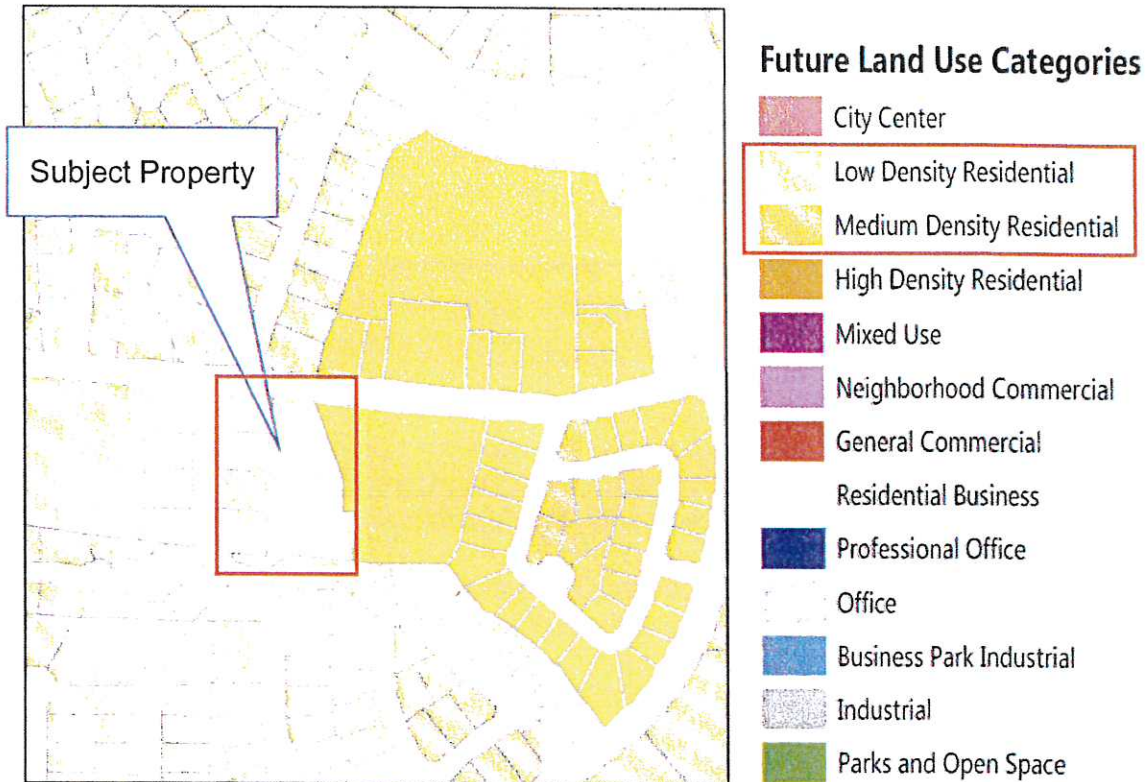 Subject Property
Future Land Use Categories
City Center
Low Density Residential
Medium Density Residential
High Density Residential
Mixed Use
Neighborhood Commercial
General Commercial
Residential Business
Professional Office
Office
Business Park Industrial
Industrial
Parks and Open Space